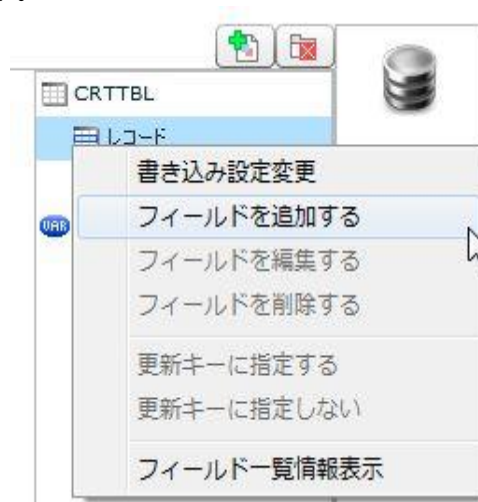 CRTTBL
レコード
書き込み設定変更
VAR
フィールドを追加する
フィールドを編集する
フィールドを削除する
更新キーに指定する
更新キーに指定しない
フィールド一覧情報表示